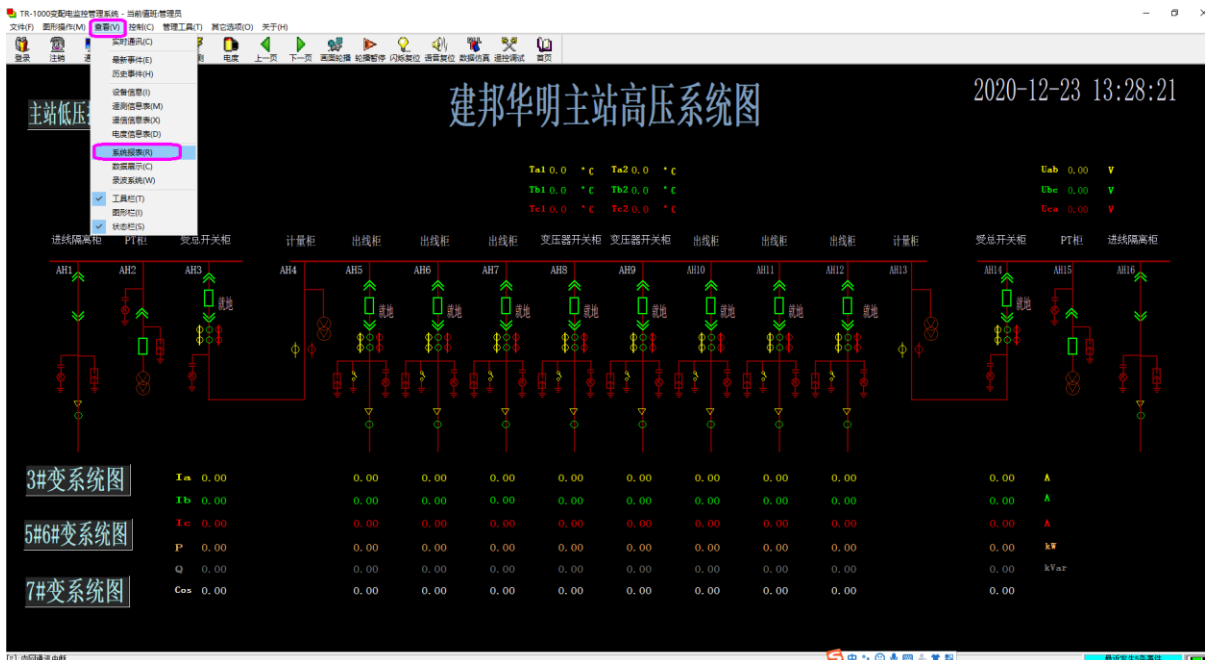 TR-1000变配电监控管理系统 - 当前值班:管理员
文件(F) 图形操作(M) 查看(V) 控制(C) 管理工具(T) 其它选项(O) 关于(H)
登录 注销 电度 上一页 下一页 画面轮播 轮播暂停 闪烁复位 语音复位 数据仿真 遥控调试 首页
实时通讯(C)
最新事件(E)
历史事件(H)
设备信息(I)
遥测信息表(M)
遥信信息表(X)
电度信息表(D)
系统报表(R)
数据展示(C)
录波系统(W)
工具栏(T)
图形栏(I)
状态栏(S)
主站低压
建邦华明主站高压系统图
2020-12-23 13:28:21
Ta1 0.0 °C Ta2 0.0 °C Uab 0.00 V
Tb1 0.0 °C Tb2 0.0 °C Ubc 0.00 V
Tc1 0.0 °C Tc2 0.0 °C Uca 0.00 V
进线隔离柜 PT柜 受总开关柜 计量柜 出线柜 出线柜 出线柜 变压器开关柜 变压器开关柜 出线柜 出线柜 出线柜 计量柜 受总开关柜 PT柜 进线隔离柜
AH1 AH2 AH3 AH4 AH5 AH6 AH7 AH8 AH9 AH10 AH11 AH12 AH13 AH14 AH15 AH16
就地 就地 就地 就地 就地 就地 就地 就地 就地 就地
3#变系统图
Ia 0.00 0.00 0.00 0.00 0.00 0.00 0.00 0.00 0.00 0.00 A
Ib 0.00 0.00 0.00 0.00 0.00 0.00 0.00 0.00 0.00 0.00 A
5#6#变系统图
Ic 0.00 0.00 0.00 0.00 0.00 0.00 0.00 0.00 0.00 0.00 A
P 0.00 0.00 0.00 0.00 0.00 0.00 0.00 0.00 0.00 0.00 kW
Q 0.00 0.00 0.00 0.00 0.00 0.00 0.00 0.00 0.00 0.00 kVar
7#变系统图
Cos 0.00 0.00 0.00 0.00 0.00 0.00 0.00 0.00 0.00 0.00
中